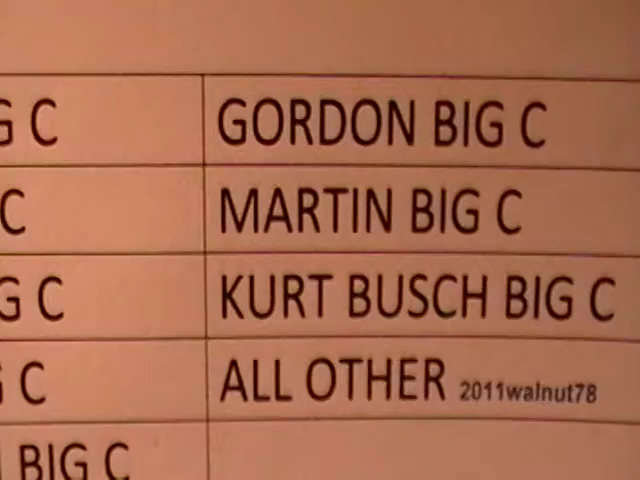 G C GORDON BIG C
C MARTIN BIG C
G C KURT BUSCH BIG C
C ALL OTHER 2011walnut78
BIG C